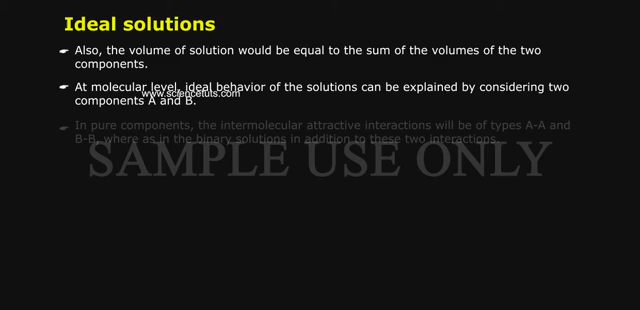 Ideal solutions
Also, the volume of solution would be equal to the sum of the volumes of the two
components.
At molecular level, ideal behavior of the solutions can be explained by considering two
www.sciencetuts.com
components A and B.
In pure components, the intermolecular attractive interactions will be of types A-A and
B-B, where as in the binary solutions in addition to these two interactions.
SAMPLE USE ONLY